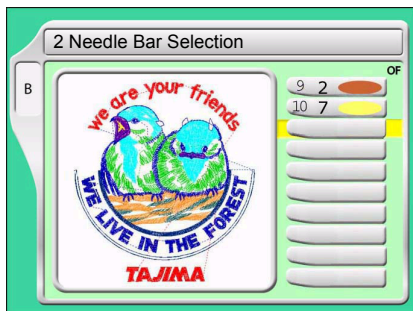 2 Needle Bar Selection
B
OF
9 2
10 7
we are your friends
WE LIVE IN THE FOREST
TAJIMA